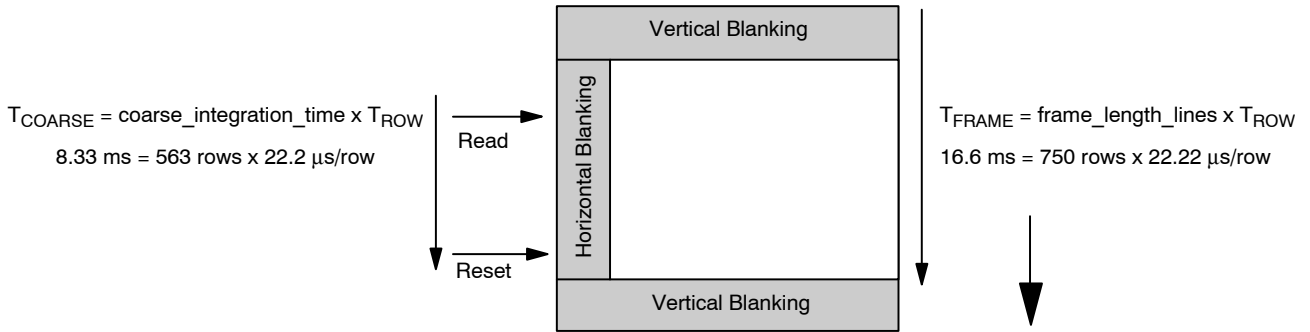 Vertical Blanking
Horizontal Blanking
T_COARSE = coarse_integration_time x T_ROW
8.33 ms = 563 rows x 22.2 μs/row
Read
Reset
T_FRAME = frame_length_lines x T_ROW
16.6 ms = 750 rows x 22.22 μs/row
Vertical Blanking